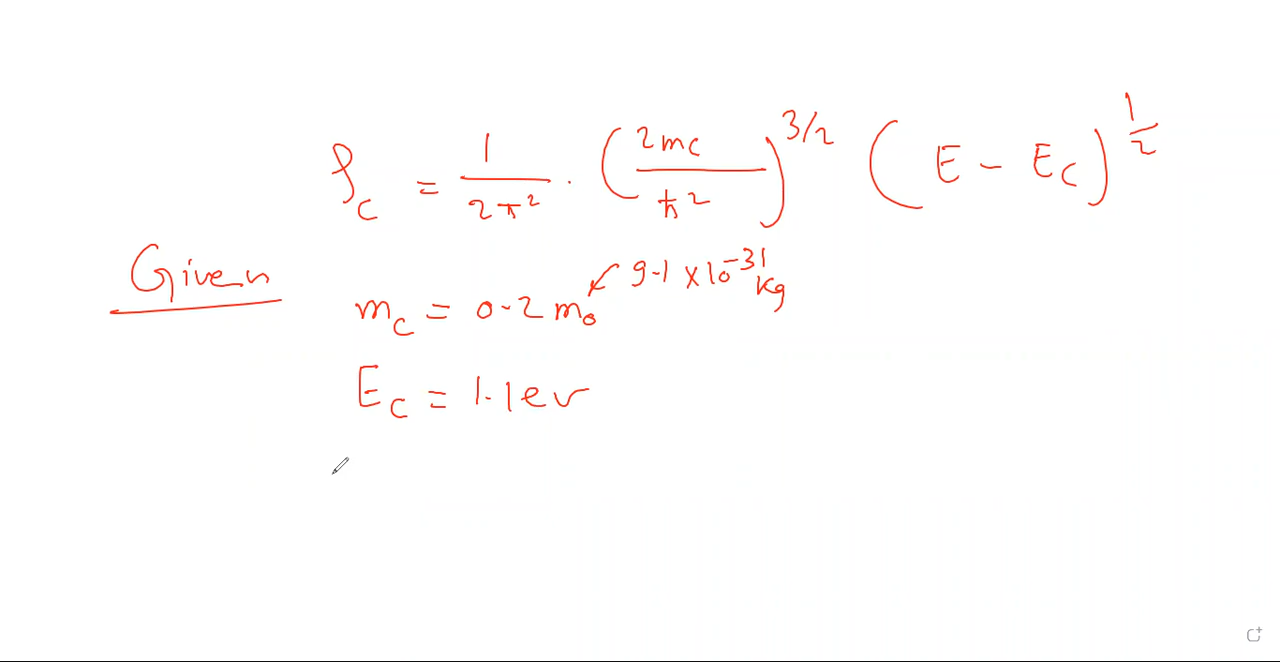 ρc = 1/2π² · (2mc/ħ²)^3/2 (E - Ec)^1/2
Given
9.1 x 10^-31 kg
mc = 0.2 m₀
Ec = 1.1 ev